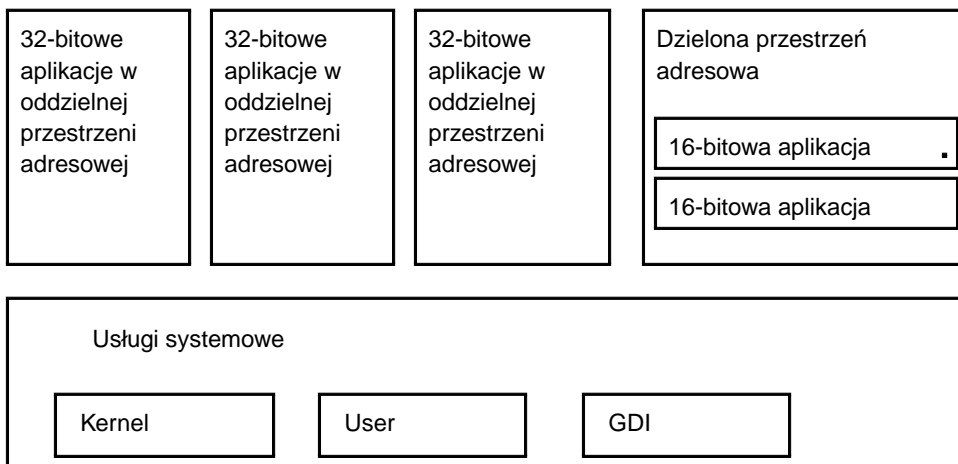 32-bitowe
aplikacje w
oddzielnej
przestrzeni
adresowej
32-bitowe
aplikacje w
oddzielnej
przestrzeni
adresowej
32-bitowe
aplikacje w
oddzielnej
przestrzeni
adresowej
Dzielona przestrzeń
adresowa
16-bitowa aplikacja .
16-bitowa aplikacja
Usługi systemowe
Kernel
User
GDI